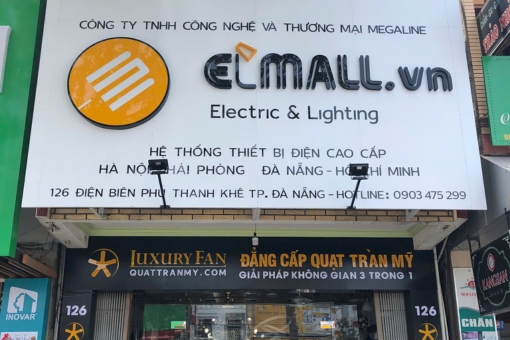 CÔNG TY TNHH CÔNG NGHỆ VÀ THƯƠNG MẠI MEGALINE
ELMALL.vn
Electric & Lighting
HỆ THỐNG THIẾT BỊ ĐIỆN CAO CẤP
HÀ NỘI HẢI PHÒNG ĐÀ NẴNG - HỒ CHÍ MINH
126 ĐIỆN BIÊN PHỦ THANH KHÊ TP. ĐÀ NẴNG - HOTLINE: 0903 475 299
LUXURY FAN
QUATTRANMY.COM
ĐẲNG CẤP QUẠT TRẦN MỸ
GIẢI PHÁP KHÔNG GIAN 3 TRONG 1
126
126
INOVAR
KANGNAM
CHĂN